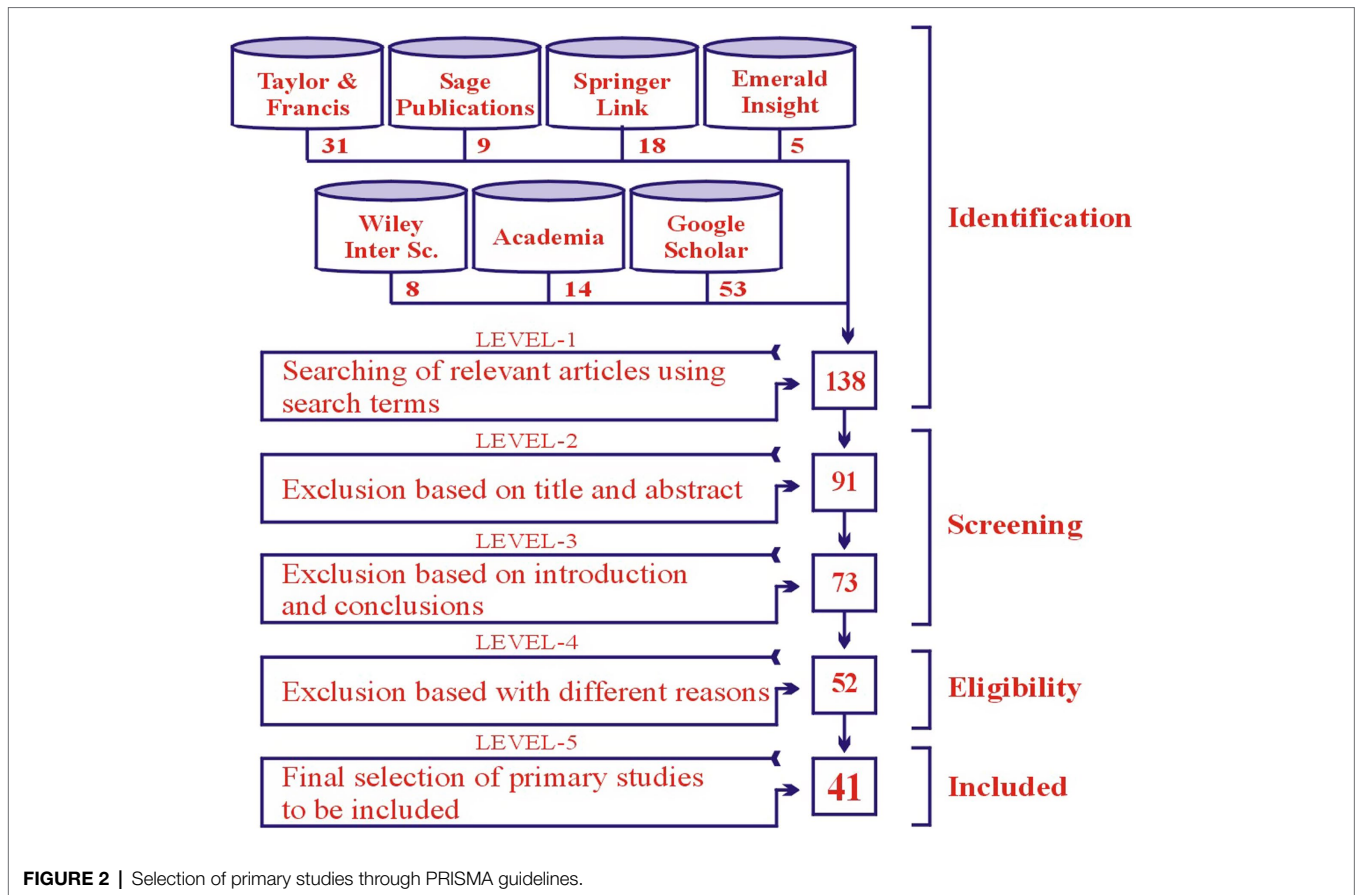 Taylor &
Francis
Sage
Publications
Springer
Link
Emerald
Insight
31
9
18
5
Wiley
Inter Sc.
Academia
Google
Scholar
8
14
53
Identification
LEVEL-1
Searching of relevant articles using
search terms
138
LEVEL-2
Exclusion based on title and abstract
91
Screening
LEVEL-3
Exclusion based on introduction
and conclusions
73
LEVEL-4
Exclusion based with different reasons
52
Eligibility
LEVEL-5
Final selection of primary studies
to be included
41
Included
FIGURE 2 | Selection of primary studies through PRISMA guidelines.